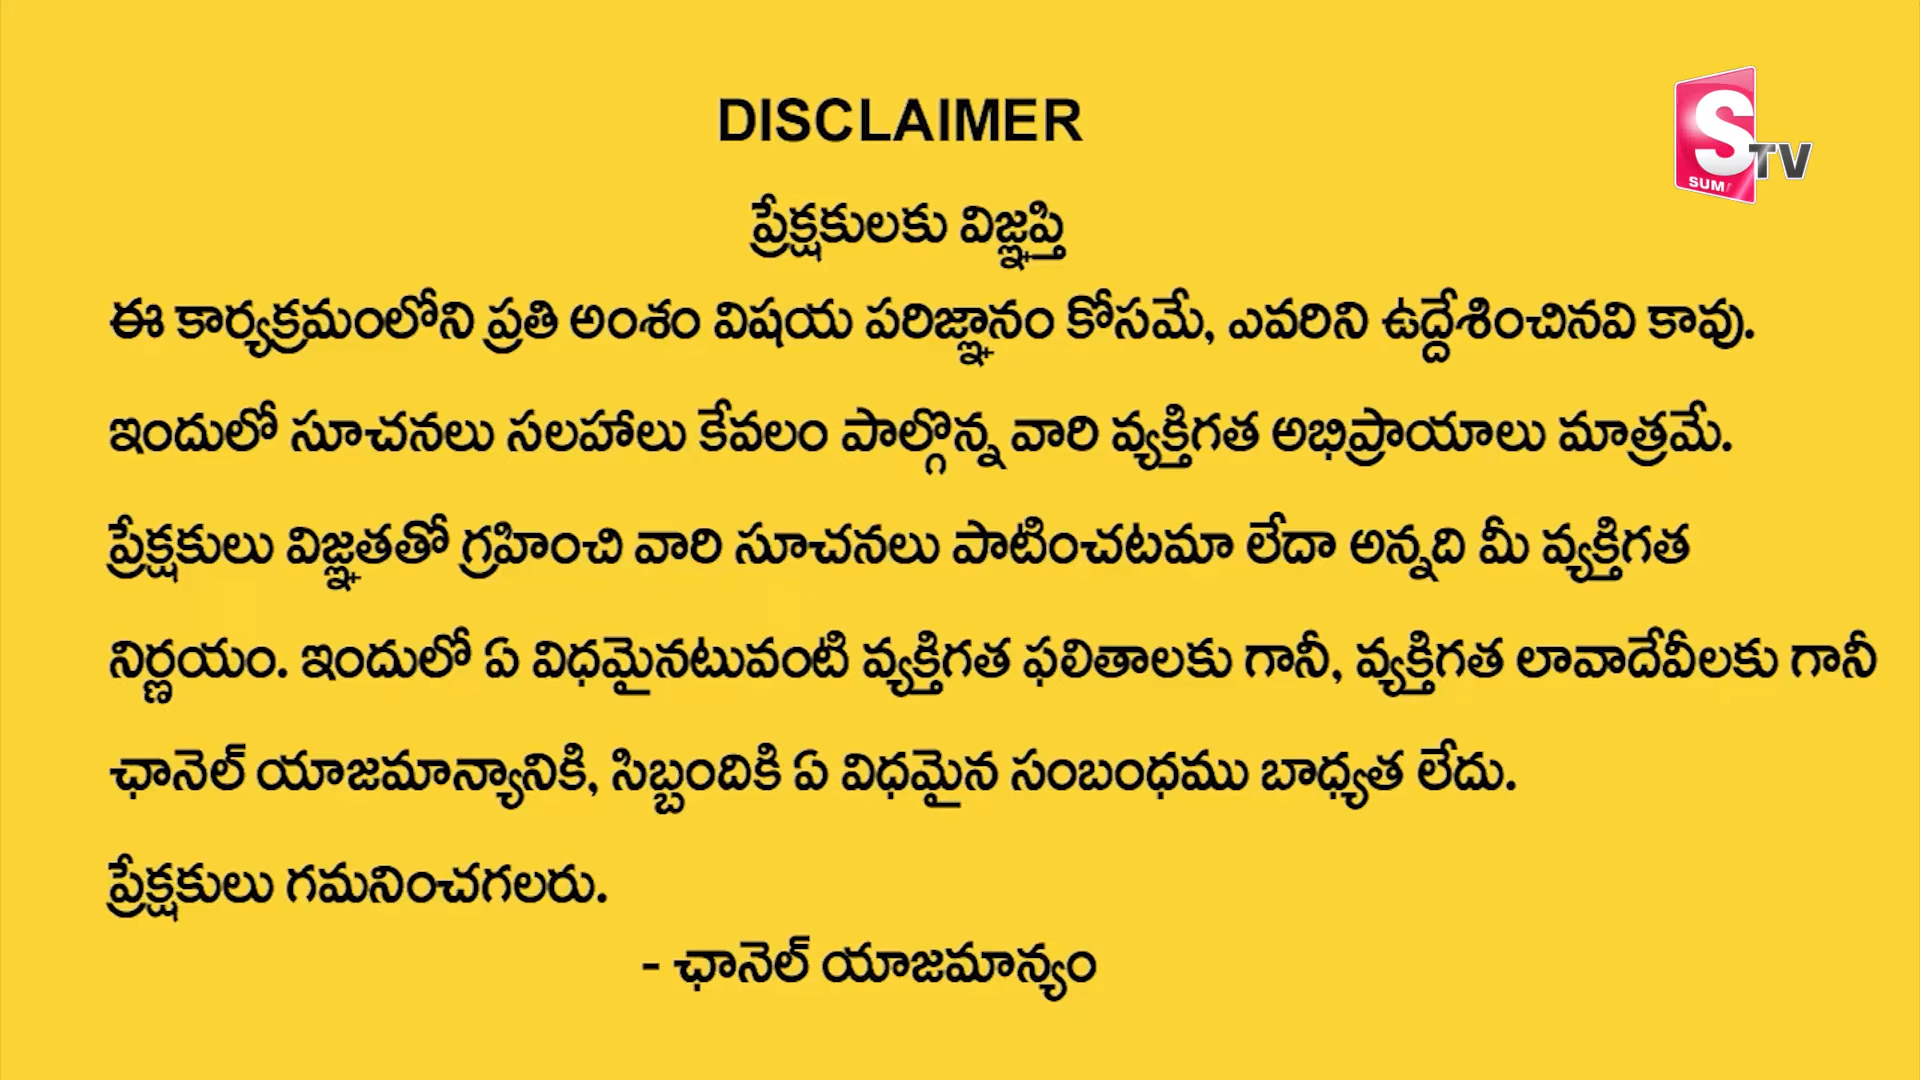 DISCLAIMER
S TV
SUM
ప్రేక్షకులకు విజ్ఞప్తి
ఈ కార్యక్రమంలోని ప్రతి అంశం విషయ పరిజ్ఞానం కోసమే, ఎవరిని ఉద్దేశించినవి కావు.
ఇందులో సూచనలు సలహాలు కేవలం పాల్గొన్న వారి వ్యక్తిగత అభిప్రాయాలు మాత్రమే.
ప్రేక్షకులు విజ్ఞతతో గ్రహించి వారి సూచనలు పాటించటమా లేదా అన్నది మీ వ్యక్తిగత
నిర్ణయం. ఇందులో ఏ విధమైనటువంటి వ్యక్తిగత ఫలితాలకు గానీ, వ్యక్తిగత లావాదేవీలకు గానీ
ఛానెల్ యాజమాన్యానికి, సిబ్బందికి ఏ విధమైన సంబంధము బాధ్యత లేదు.
ప్రేక్షకులు గమనించగలరు.
- ఛానెల్ యాజమాన్యం